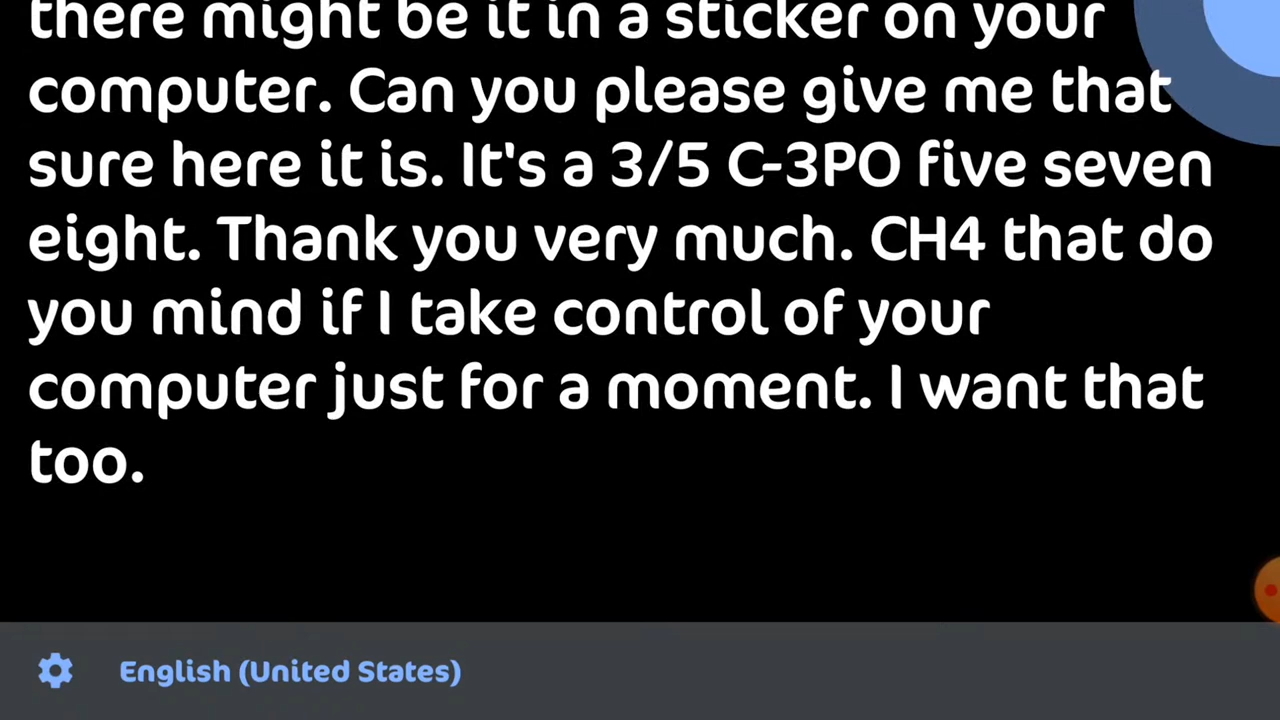 there might be it in a sticker on your
computer. Can you please give me that
sure here it is. It's a 3/5 C-3PO five seven
eight. Thank you very much. CH4 that do
you mind if I take control of your
computer just for a moment. I want that
too.
English (United States)